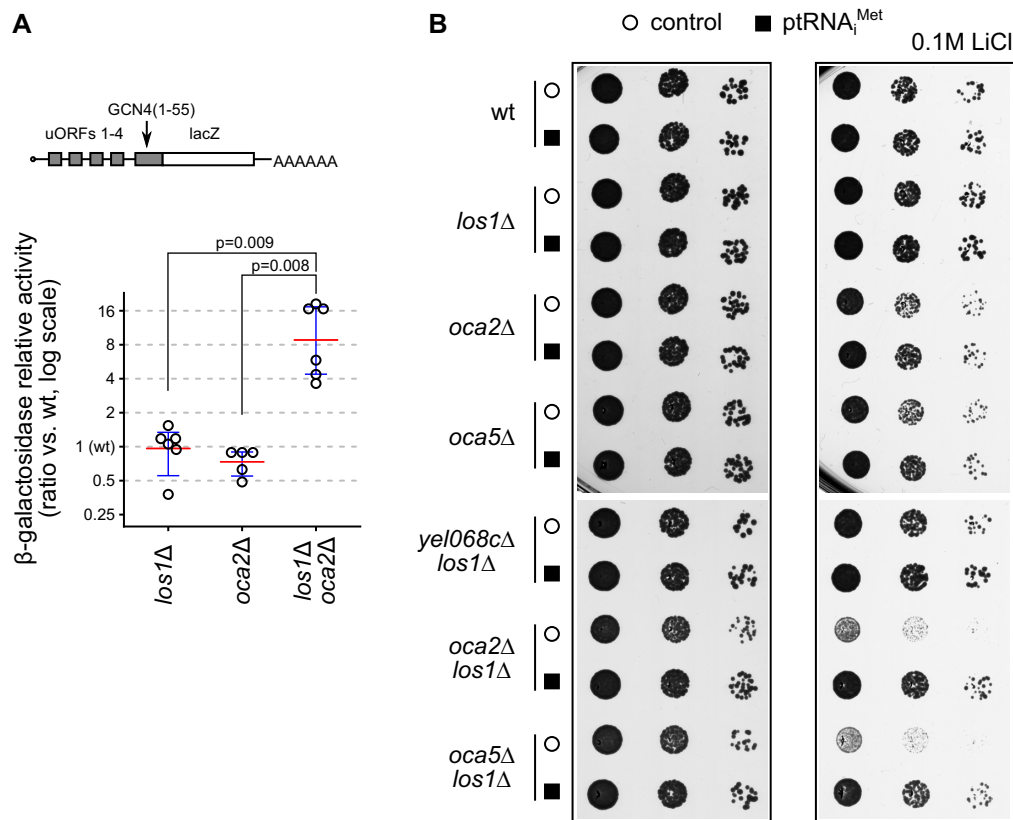 A
GCN4(1-55)
uORFs 1-4 lacZ
AAAAAA
β-galactosidase relative activity
(ratio vs. wt, log scale)
p=0.009
p=0.008
16
8
4
2
1 (wt)
0.5
0.25
los1Δ
oca2Δ
los1Δ
oca2Δ
B
control ptRNAiMet
0.1M LiCl
wt
los1Δ
oca2Δ
oca5Δ
yel068cΔ
los1Δ
oca2Δ
los1Δ
oca5Δ
los1Δ